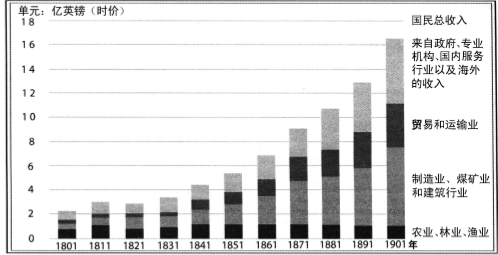 单元：亿英镑（时价）
18
16
14
12
10
8
6
4
2
0
国民总收入
来自政府、专业
机构、国内服务
行业以及海外
的收入
贸易和运输业
制造业、煤矿业
和建筑行业
农业、林业、渔业
1801 1811 1821 1831 1841 1851 1861 1871 1881 1891 1901 年